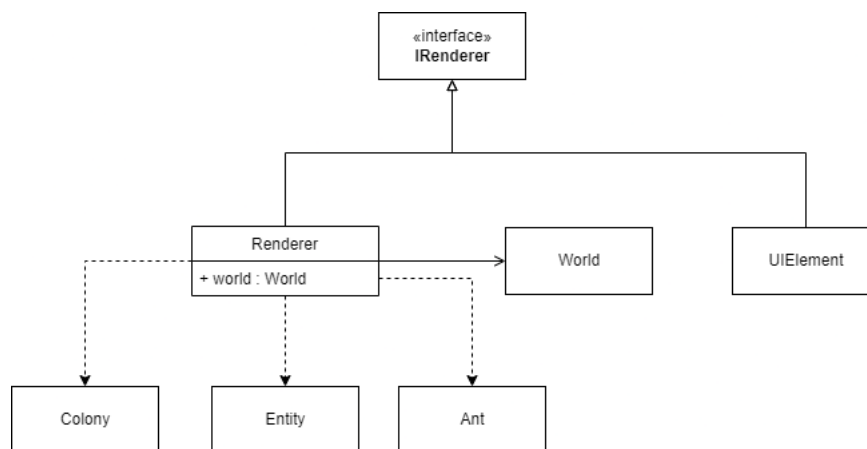 «interface»
IRenderer
Renderer
+ world : World
World
UIElement
Colony
Entity
Ant